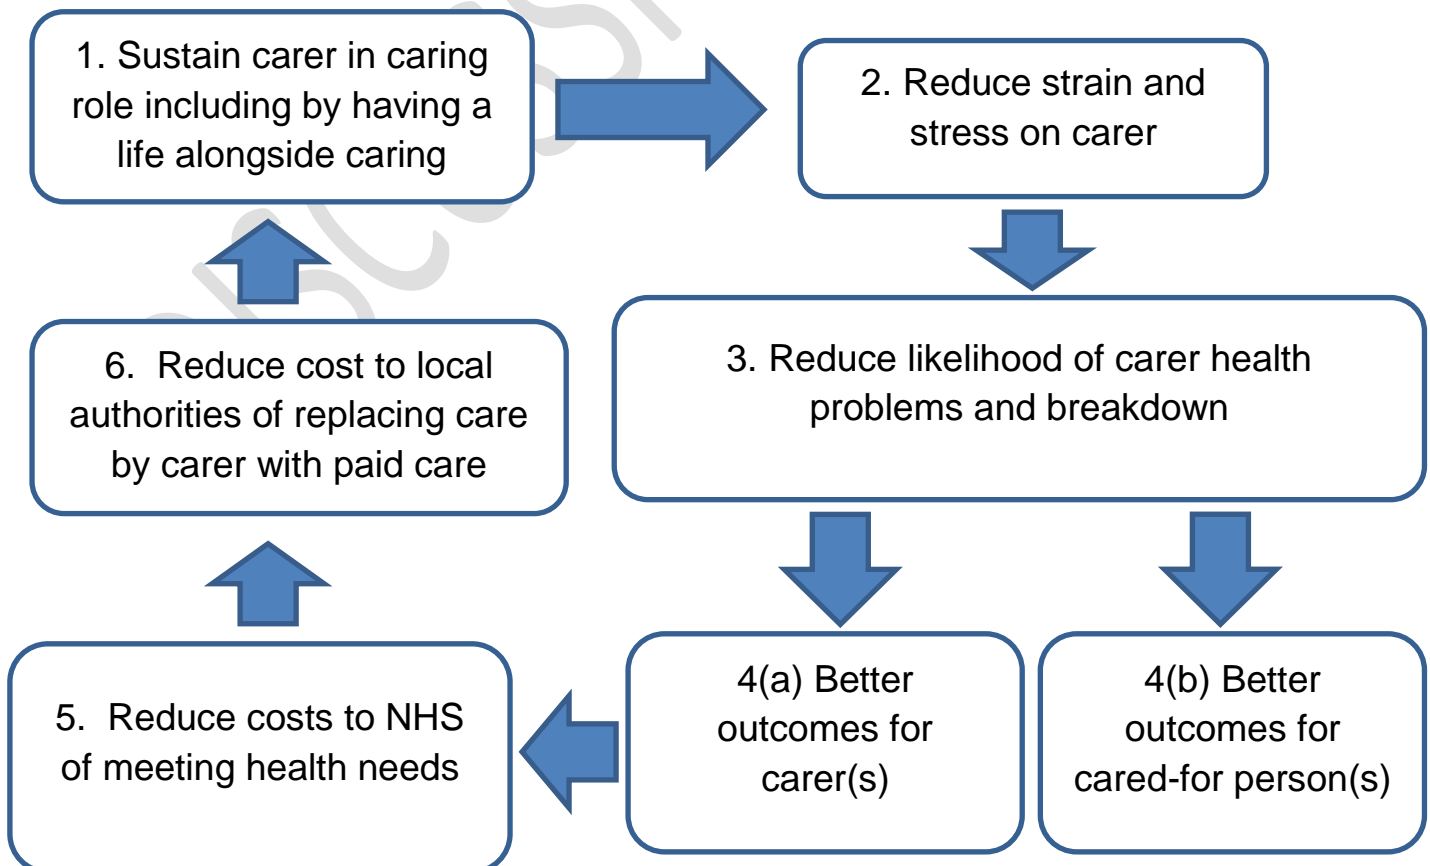 1. Sustain carer in caring
role including by having a
life alongside caring
2. Reduce strain and
stress on carer
3. Reduce likelihood of carer health
problems and breakdown
4(a) Better
outcomes for
carer(s)
4(b) Better
outcomes for
cared-for person(s)
5. Reduce costs to NHS
of meeting health needs
6. Reduce cost to local
authorities of replacing care
by carer with paid care